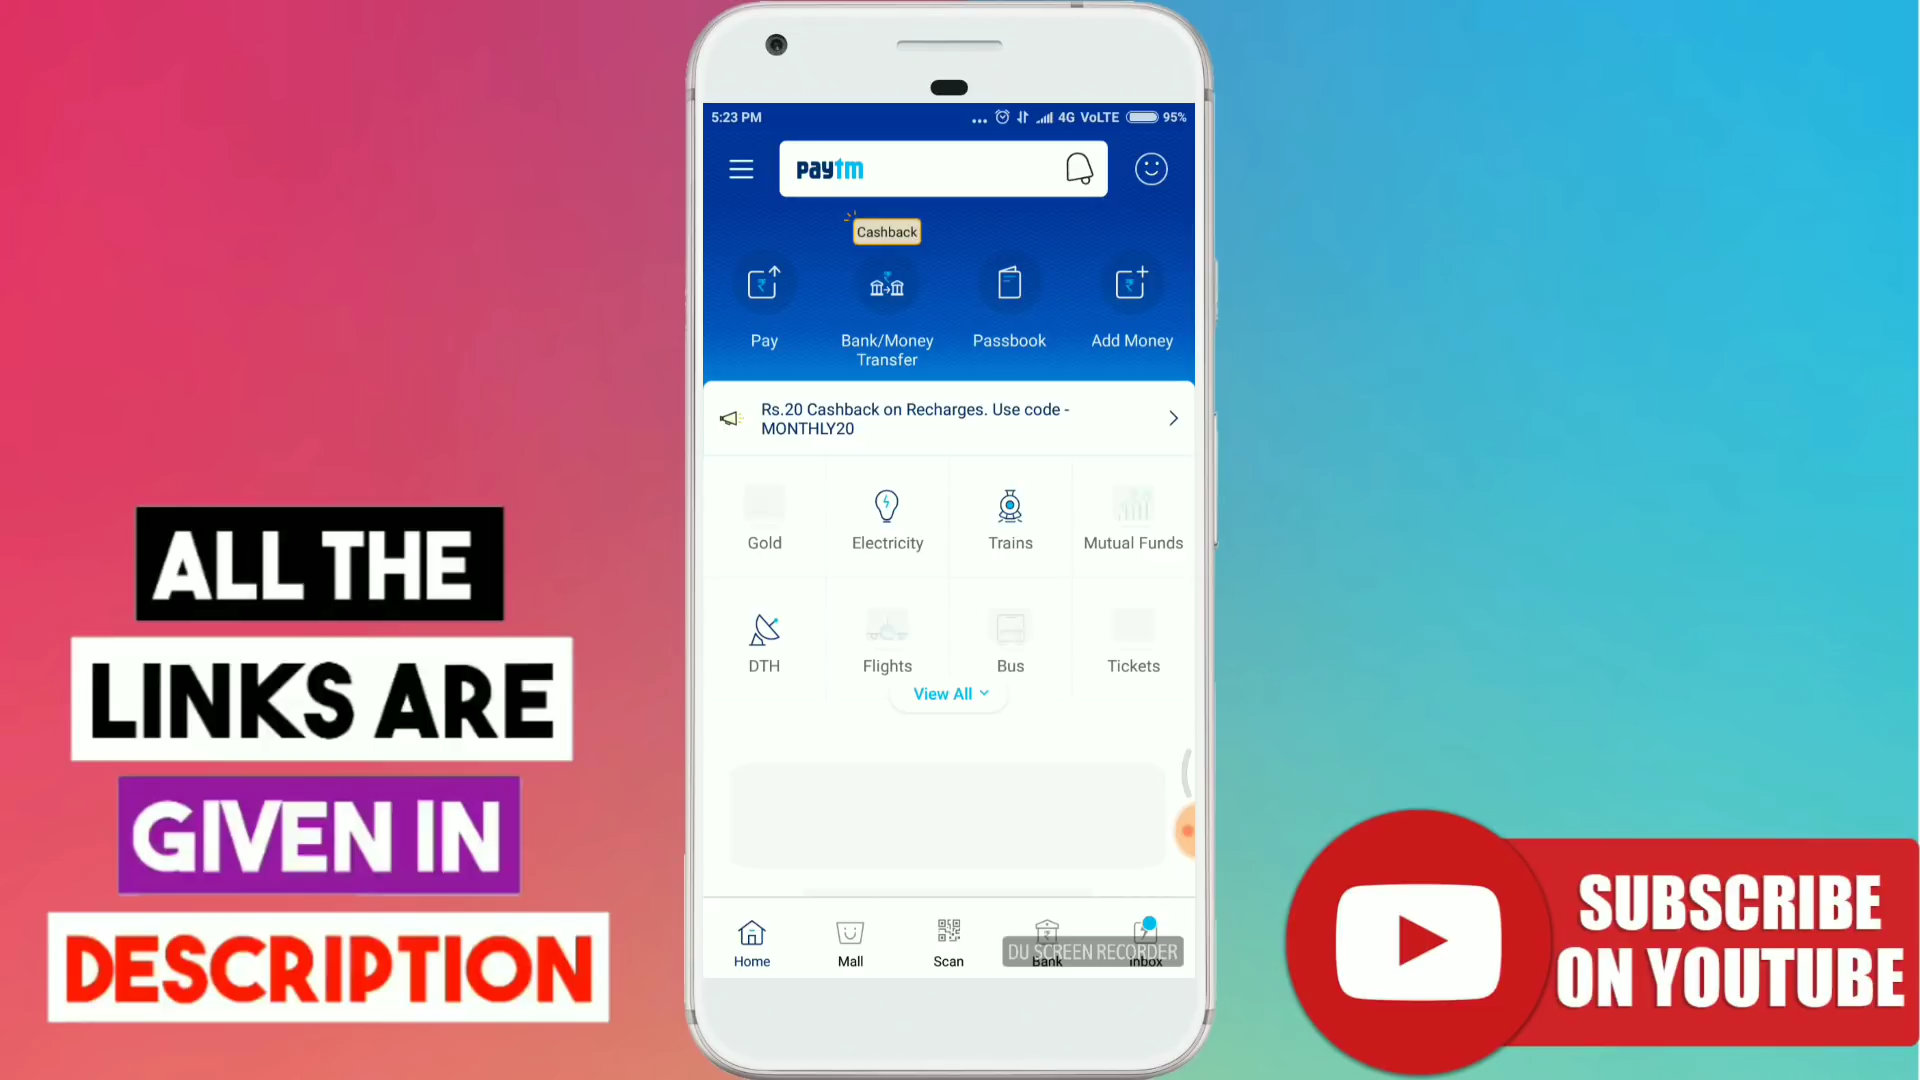 5:23 PM
... 4G VoLTE 95%
paytm
Cashback
Pay
Bank/Money
Transfer
Passbook
Add Money
Rs.20 Cashback on Recharges. Use code -
MONTHLY20
Gold
Electricity
Trains
Mutual Funds
DTH
Flights
Bus
Tickets
View All
Home
Mall
Scan
Bank
Inbox
DU SCREEN RECORDER
ALL THE
LINKS ARE
GIVEN IN
DESCRIPTION
SUBSCRIBE
ON YOUTUBE